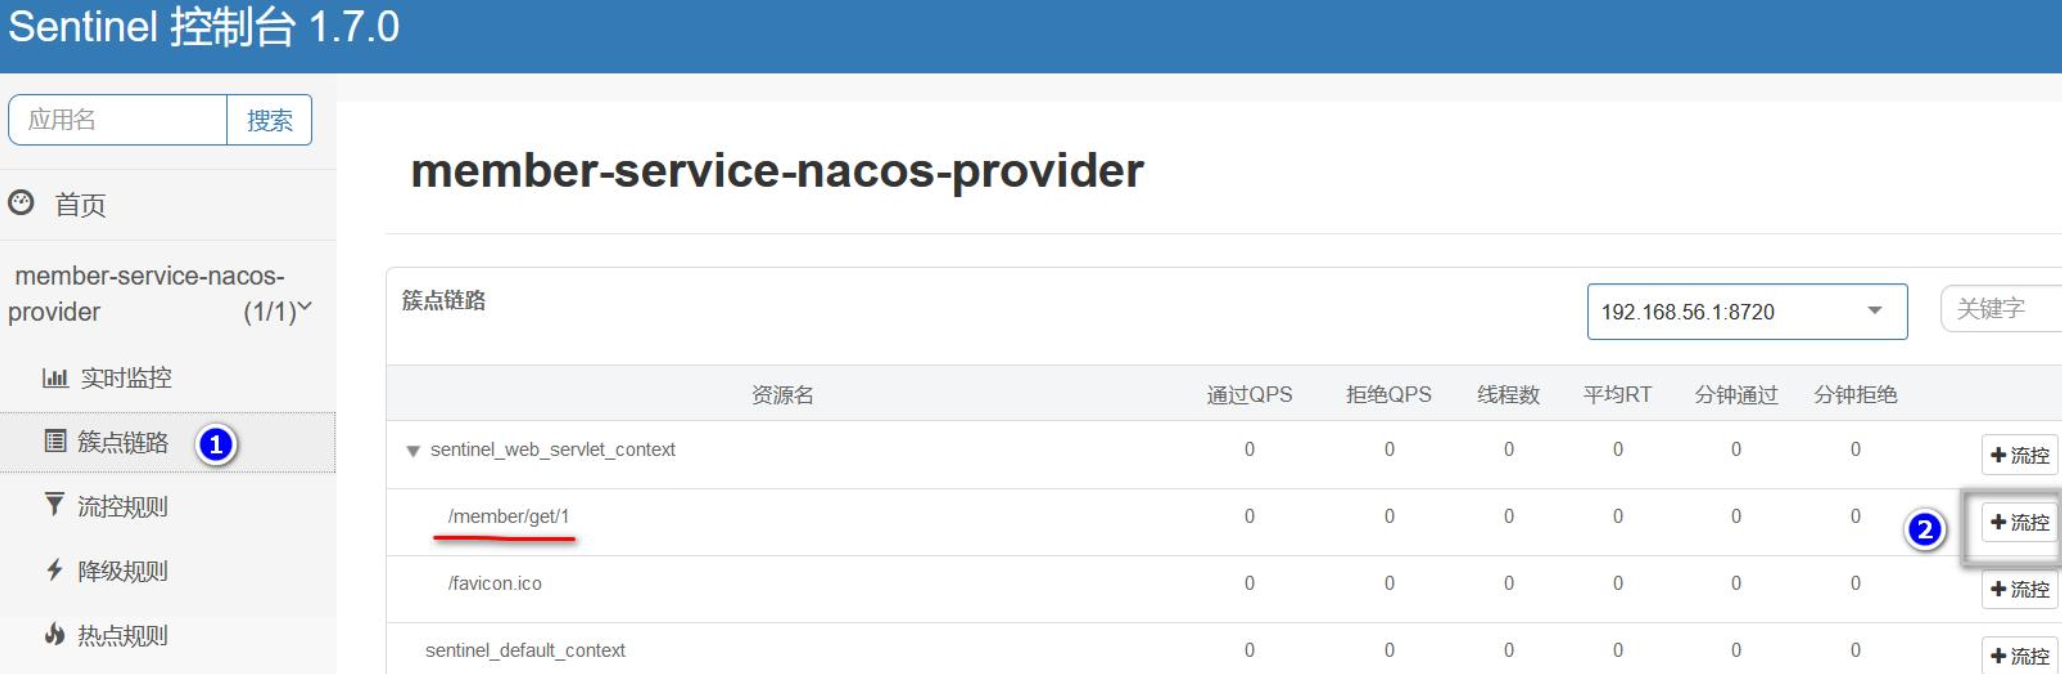 Sentinel 控制台 1.7.0
应用名 搜索
首页
member-service-nacos-
provider (1/1)
实时监控
簇点链路 1
流控规则
降级规则
热点规则
member-service-nacos-provider
簇点链路 192.168.56.1:8720 关键字
资源名 通过QPS 拒绝QPS 线程数 平均RT 分钟通过 分钟拒绝
sentinel_web_servlet_context 0 0 0 0 0 0 流控
/member/get/1 0 0 0 0 0 0 2 流控
/favicon.ico 0 0 0 0 0 0 流控
sentinel_default_context 0 0 0 0 0 0 流控